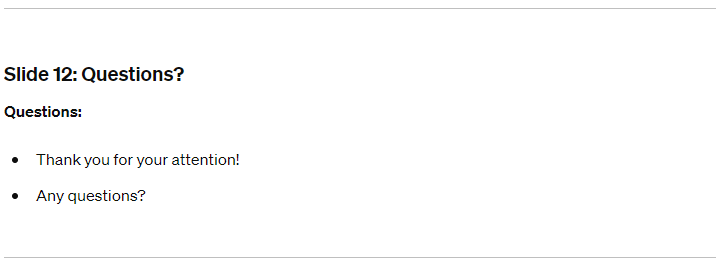 Slide 12: Questions?
Questions:
• Thank you for your attention!
• Any questions?